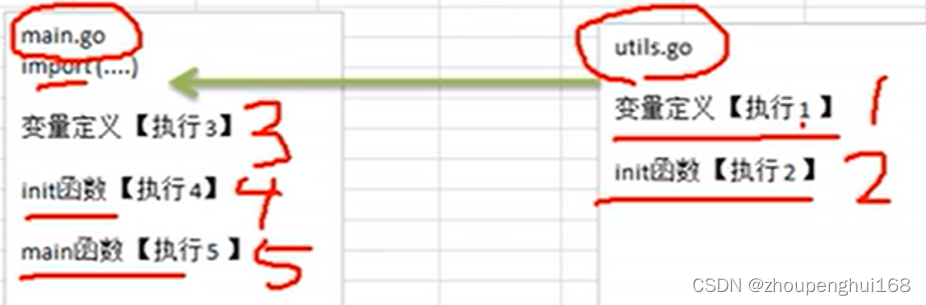 main.go
import (....)
变量定义【执行3】 3
init函数【执行4】 4
main函数【执行5 】 5
utils.go
变量定义【执行1 】 1
init函数【执行2 】 2
CSDN @zhoupenghui168